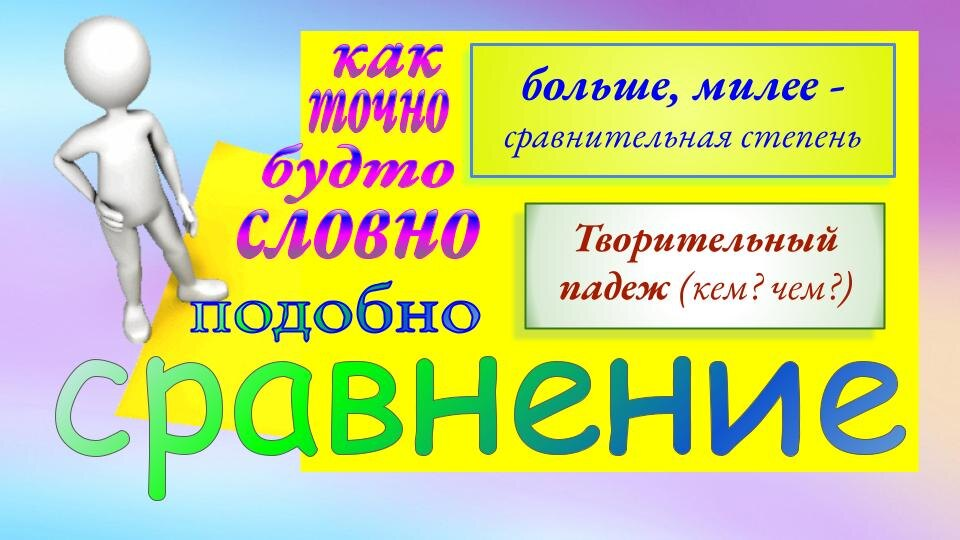 как
точно
будто
словно
подобно
больше, милее -
сравнительная степень
Творительный
падеж (кем? чем?)
сравнение